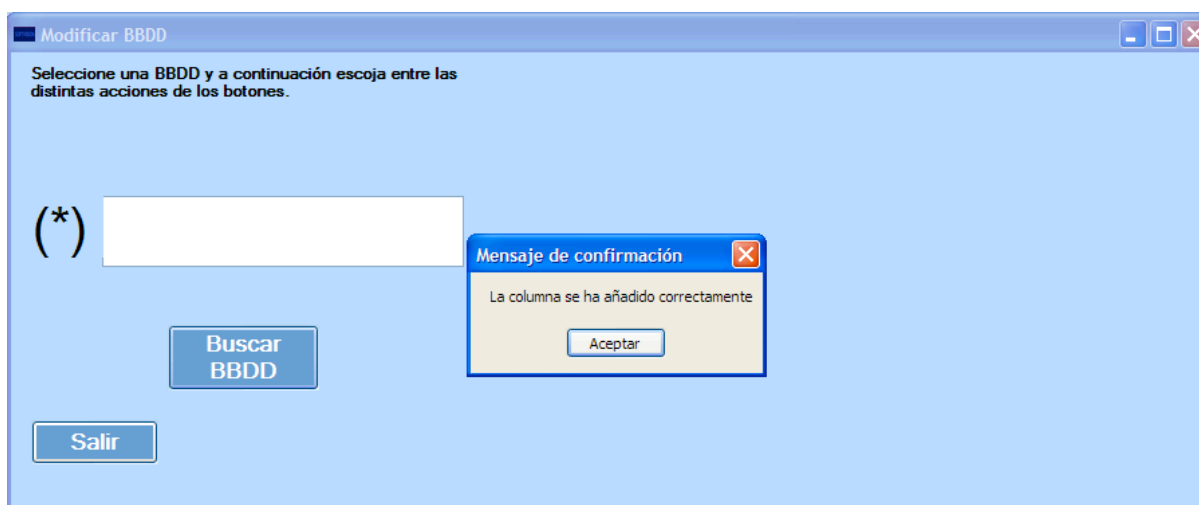 Modificar BBDD
Seleccione una BBDD y a continuación escoja entre las
distintas acciones de los botones.
(*)
Mensaje de confirmación
La columna se ha añadido correctamente
Aceptar
Buscar
BBDD
Salir